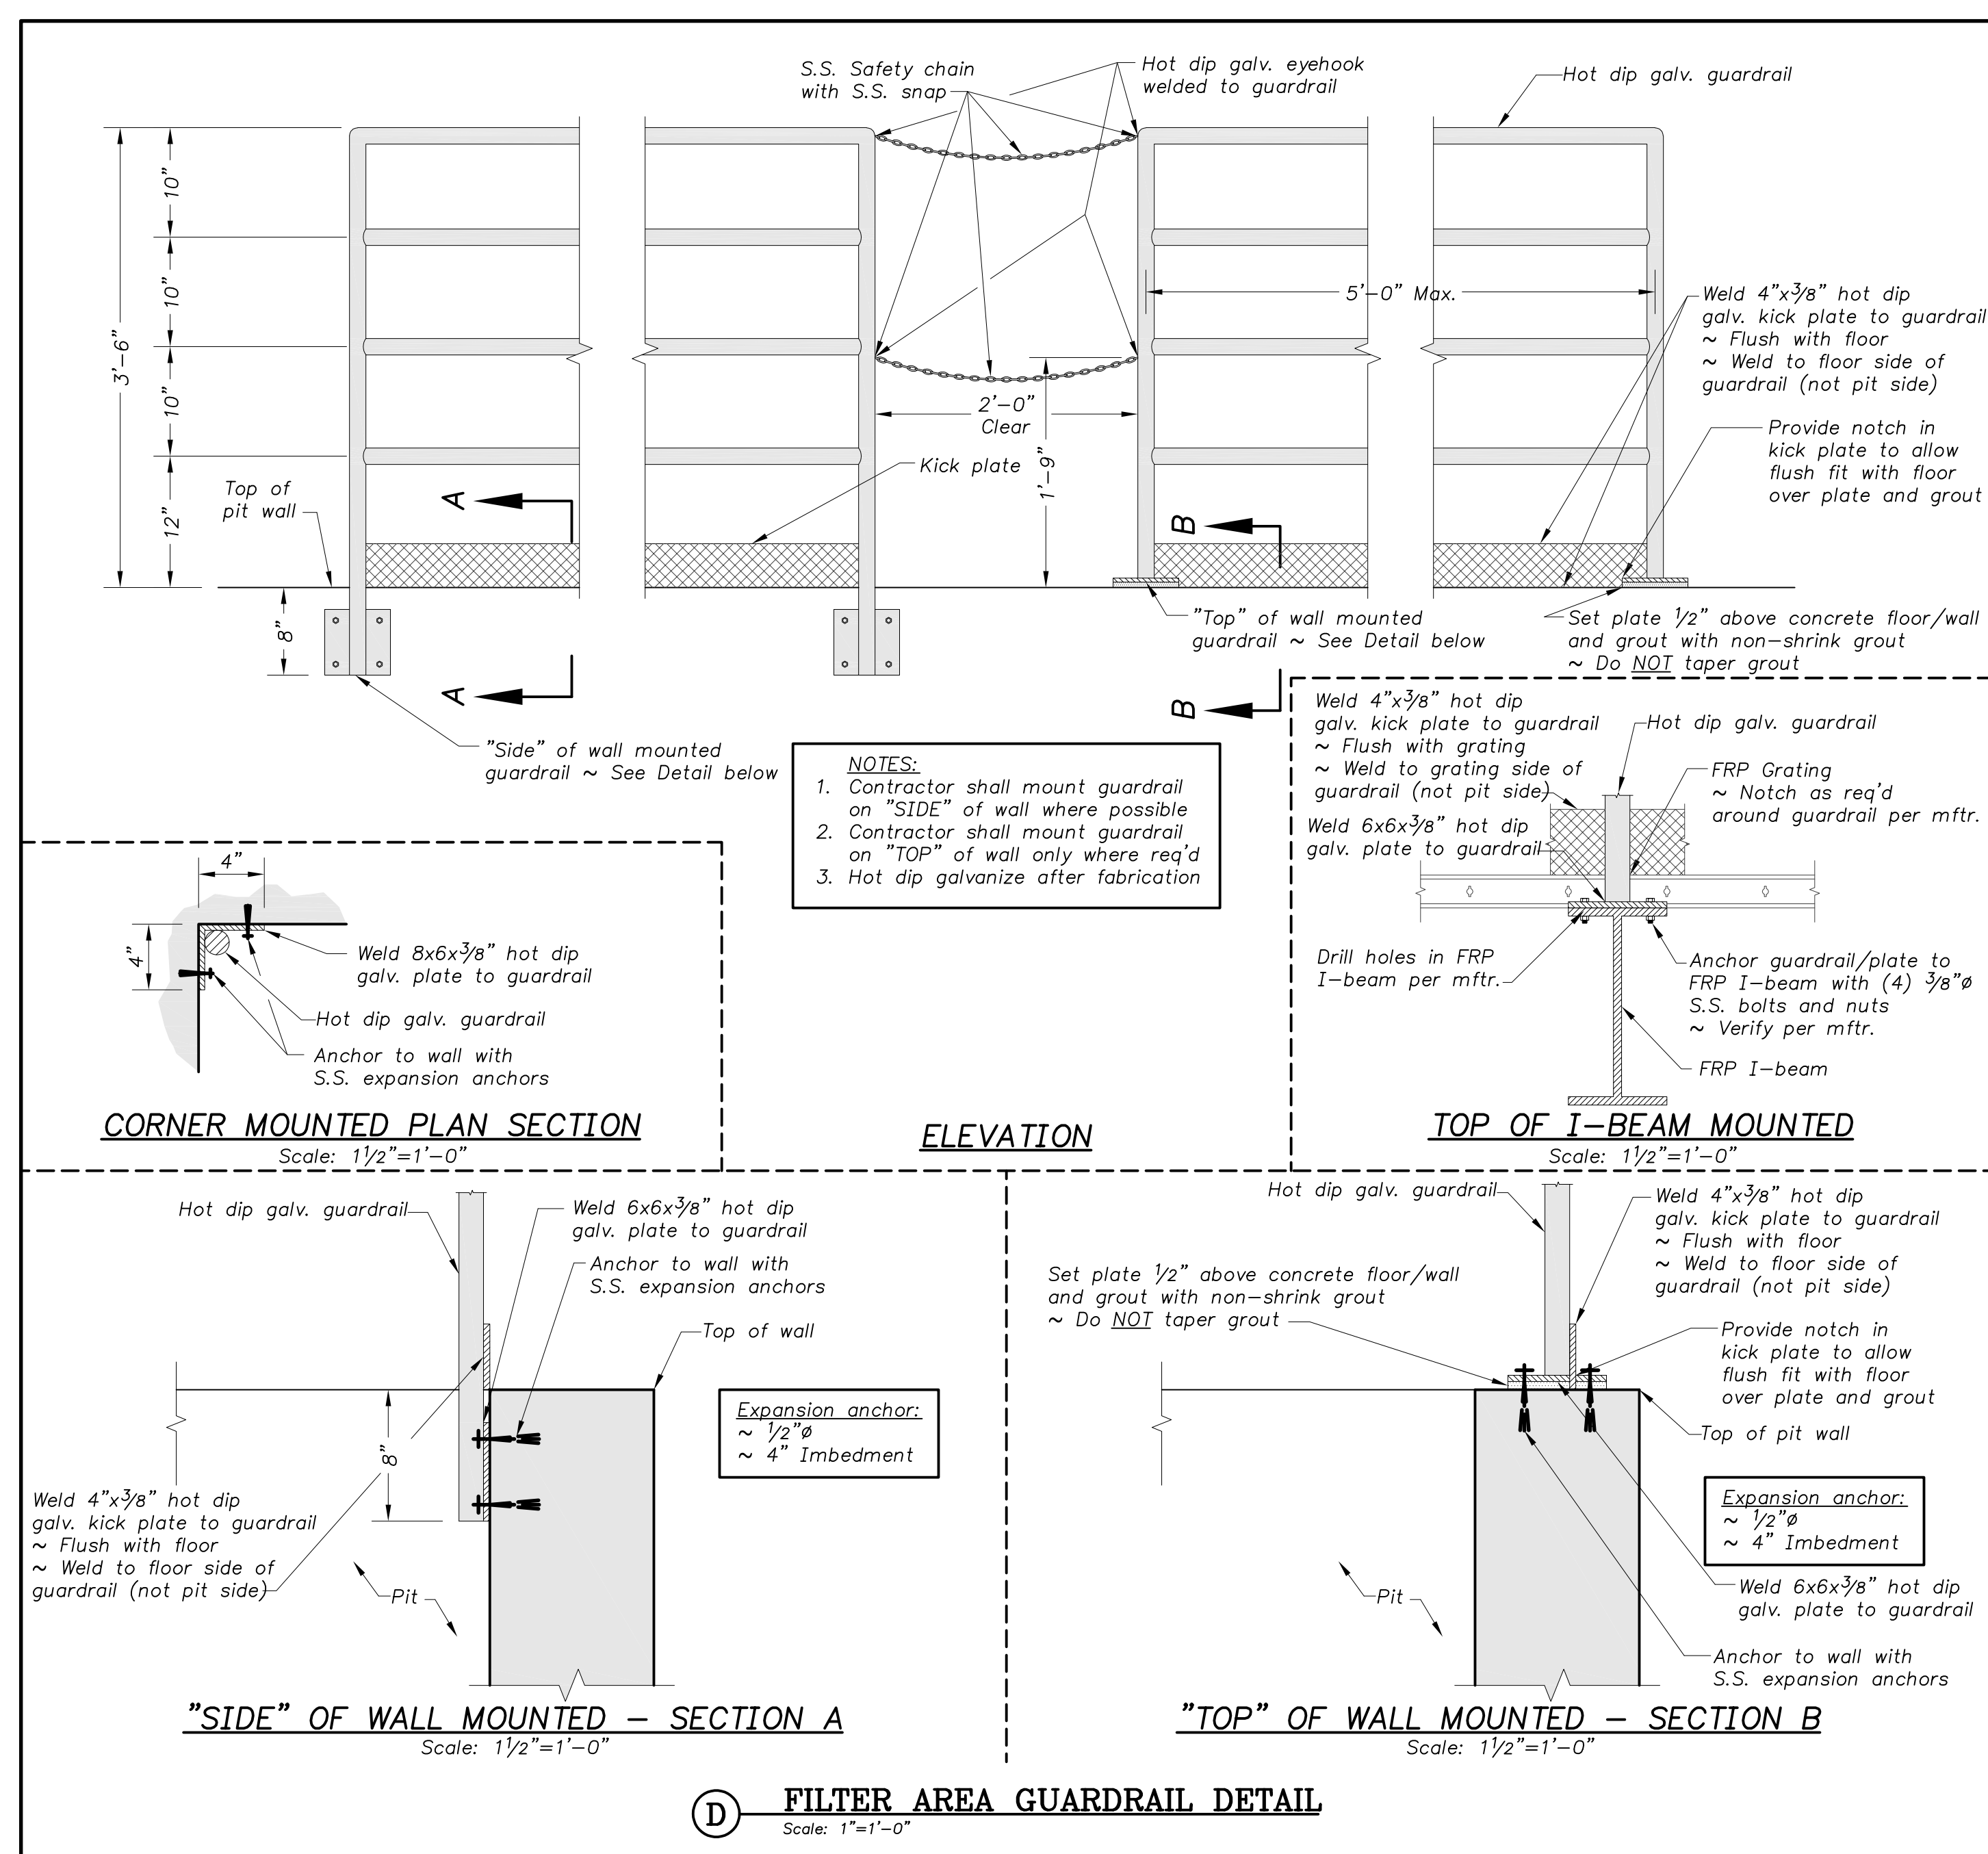 S.S. Safety chain
with S.S. snap
Hot dip galv. eyehook
welded to guardrail
Hot dip galv. guardrail
3'-6"
10"
10"
10"
12"
8"
5'-0" Max.
2'-0"
Clear
1'-9"
Top of
pit wall
A
A
Kick plate
B
B
Weld 4"x3/8" hot dip
galv. kick plate to guardrail
~ Flush with floor
~ Weld to floor side of
guardrail (not pit side)
Provide notch in
kick plate to allow
flush fit with floor
over plate and grout
"Top" of wall mounted
guardrail ~ See Detail below
Set plate 1/2" above concrete floor/wall
and grout with non-shrink grout
~ Do NOT taper grout
"Side" of wall mounted
guardrail ~ See Detail below
NOTES:
1. Contractor shall mount guardrail
on "SIDE" of wall where possible
2. Contractor shall mount guardrail
on "TOP" of wall only where req'd
3. Hot dip galvanize after fabrication
ELEVATION
4"
4"
Weld 8x6x3/8" hot dip
galv. plate to guardrail
Hot dip galv. guardrail
Anchor to wall with
S.S. expansion anchors
CORNER MOUNTED PLAN SECTION
Scale: 1 1/2"=1'-0"
Weld 4"x3/8" hot dip
galv. kick plate to guardrail
~ Flush with grating
~ Weld to grating side of
guardrail (not pit side)
Weld 6x6x3/8" hot dip
galv. plate to guardrail
Hot dip galv. guardrail
FRP Grating
~ Notch as req'd
around guardrail per mftr.
Drill holes in FRP
I-beam per mftr.
Anchor guardrail/plate to
FRP I-beam with (4) 3/8"ø
S.S. bolts and nuts
~ Verify per mftr.
FRP I-beam
TOP OF I-BEAM MOUNTED
Scale: 1 1/2"=1'-0"
Hot dip galv. guardrail
Weld 6x6x3/8" hot dip
galv. plate to guardrail
Anchor to wall with
S.S. expansion anchors
Top of wall
8"
Expansion anchor:
~ 1/2"ø
~ 4" Imbedment
Weld 4"x3/8" hot dip
galv. kick plate to guardrail
~ Flush with floor
~ Weld to floor side of
guardrail (not pit side)
Pit
"SIDE" OF WALL MOUNTED - SECTION A
Scale: 1 1/2"=1'-0"
Hot dip galv. guardrail
Weld 4"x3/8" hot dip
galv. kick plate to guardrail
~ Flush with floor
~ Weld to floor side of
guardrail (not pit side)
Set plate 1/2" above concrete floor/wall
and grout with non-shrink grout
~ Do NOT taper grout
Provide notch in
kick plate to allow
flush fit with floor
over plate and grout
Top of pit wall
Expansion anchor:
~ 1/2"ø
~ 4" Imbedment
Weld 6x6x3/8" hot dip
galv. plate to guardrail
Pit
Anchor to wall with
S.S. expansion anchors
"TOP" OF WALL MOUNTED - SECTION B
Scale: 1 1/2"=1'-0"
D
FILTER AREA GUARDRAIL DETAIL
Scale: 1"=1'-0"